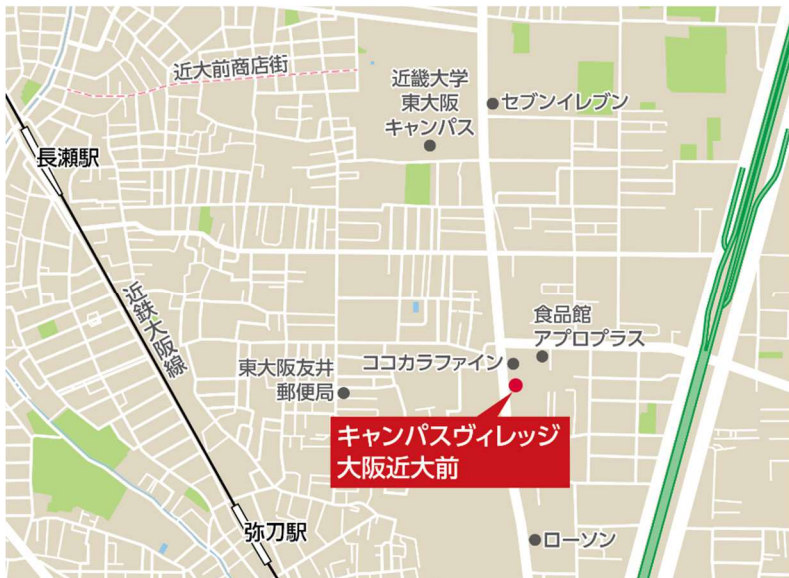 近大前商店街
近畿大学
東大阪
キャンパス
セブンイレブン
長瀬駅
近鉄大阪線
食品館
アプロプラス
ココカラファイン
東大阪友井
郵便局
キャンパスヴィレッジ
大阪近大前
弥刀駅
ローソン